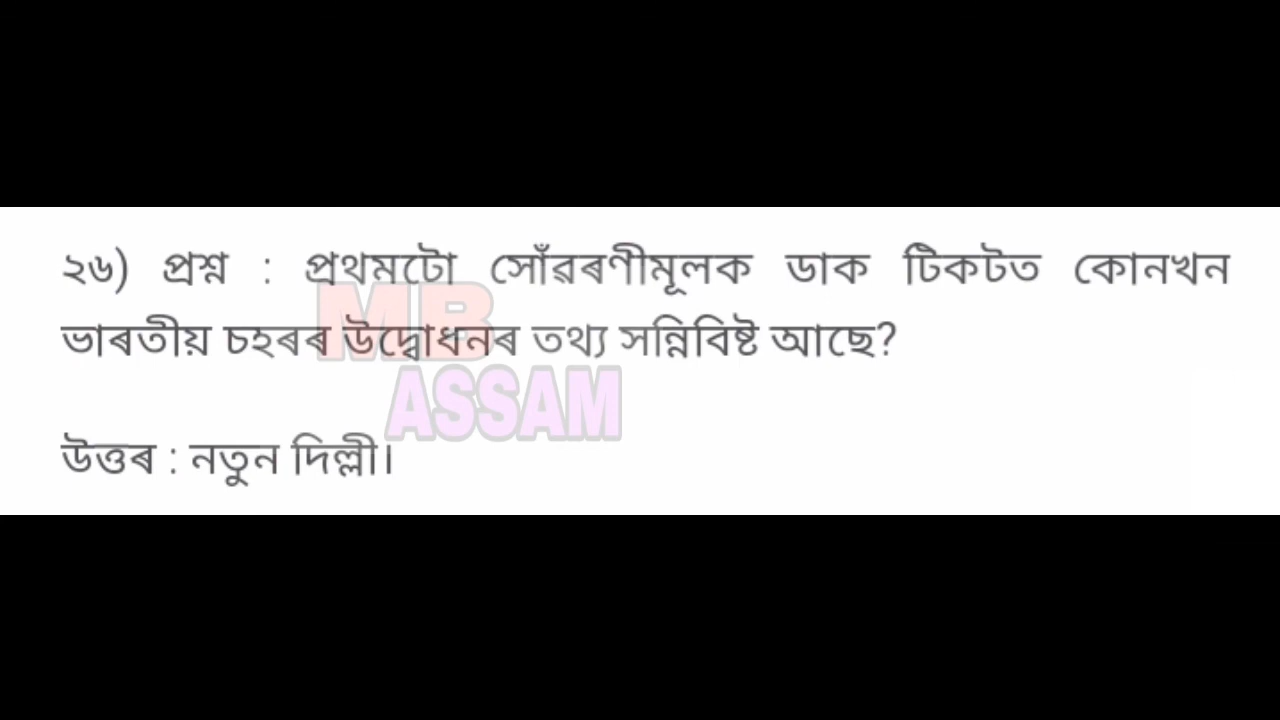 ২৬) প্ৰশ্ন : প্ৰথমটো সোঁৱৰণীমূলক ডাক টিকটত কোনখন
ভাৰতীয় চহৰৰ উদ্বোধনৰ তথ্য সন্নিবিষ্ট আছে?
MB
ASSAM
উত্তৰ : নতুন দিল্লী।